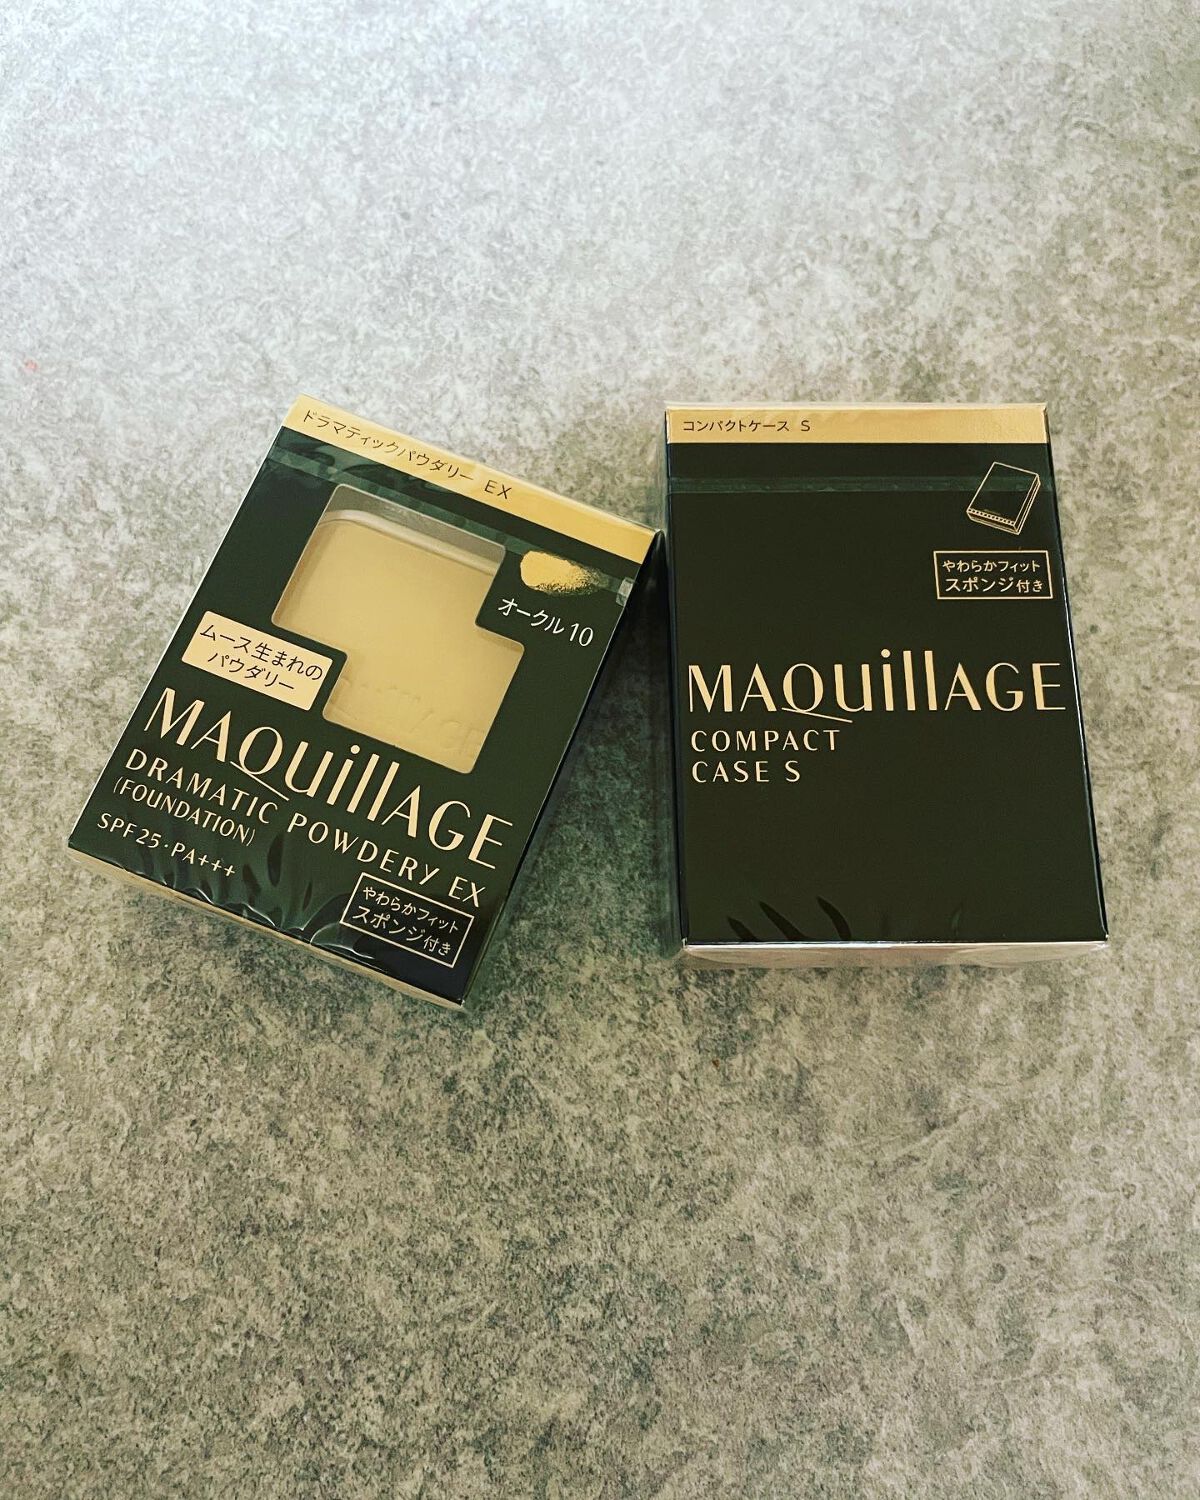 ドラマティックパウダリー EX
オークル10
ムース生まれの
パウダリー
MAQuillAGE
DRAMATIC POWDERY EX
(FOUNDATION)
SPF25・PA+++
やわらかフィット
スポンジ付き
コンパクトケース S
やわらかフィット
スポンジ付き
MAQuillAGE
COMPACT
CASE S